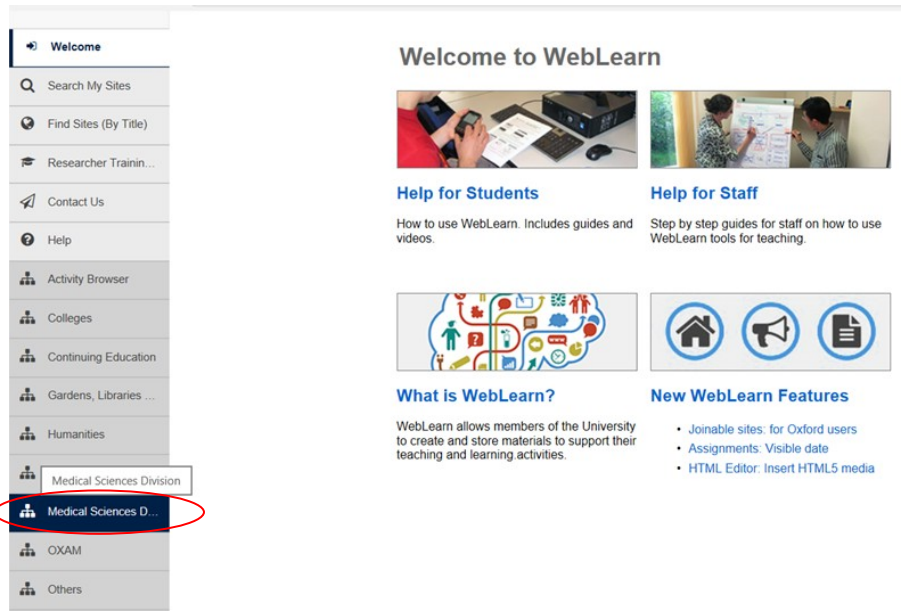 Welcome
Search My Sites
Find Sites (By Title)
Researcher Trainin...
Contact Us
Help
Activity Browser
Colleges
Continuing Education
Gardens, Libraries ...
Humanities
Medical Sciences Division
Medical Sciences D...
OXAM
Others
Welcome to WebLearn
Help for Students
How to use WebLearn. Includes guides and
videos.
Help for Staff
Step by step guides for staff on how to use
WebLearn tools for teaching.
What is WebLearn?
WebLearn allows members of the University
to create and store materials to support their
teaching and learning.activities.
New WebLearn Features
• Joinable sites: for Oxford users
• Assignments: Visible date
• HTML Editor: Insert HTML5 media